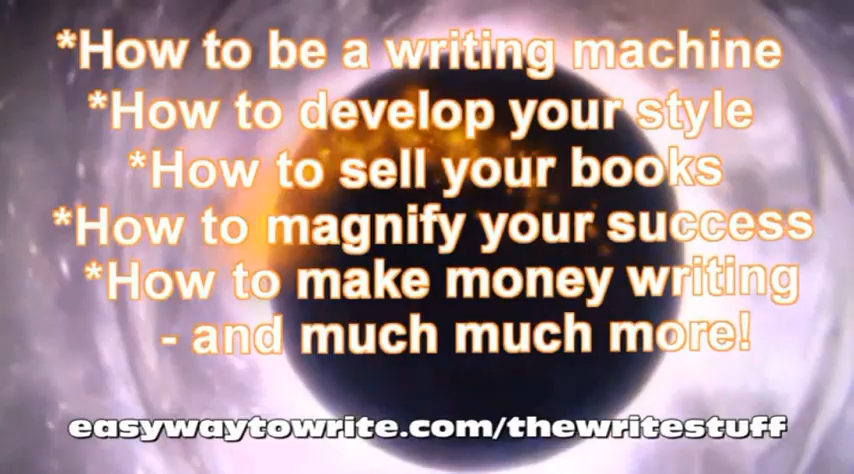 *How to be a writing machine
*How to develop your style
*How to sell your books
*How to magnify your success
*How to make money writing
- and much much more!
easywaytowrite.com/thewritestuff